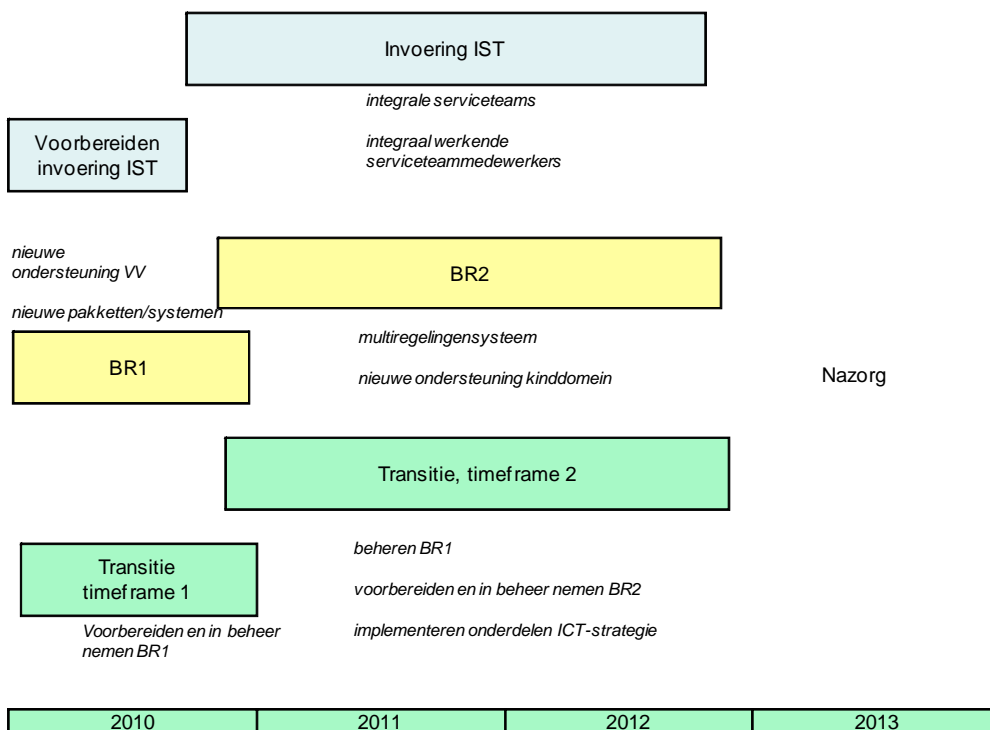 Invoering IST
integrale serviceteams
integraal werkende
serviceteammedewerkers
Voorbereiden
invoering IST
nieuwe
ondersteuning VV
nieuwe pakketten/systemen
BR2
BR1
multiregelingensysteem
nieuwe ondersteuning kinddomein
Nazorg
Transitie, timeframe 2
Transitie
timeframe 1
beheren BR1
voorbereiden en in beheer nemen BR2
implementeren onderdelen ICT-strategie
Voorbereiden en in beheer
nemen BR1
2010 2011 2012 2013